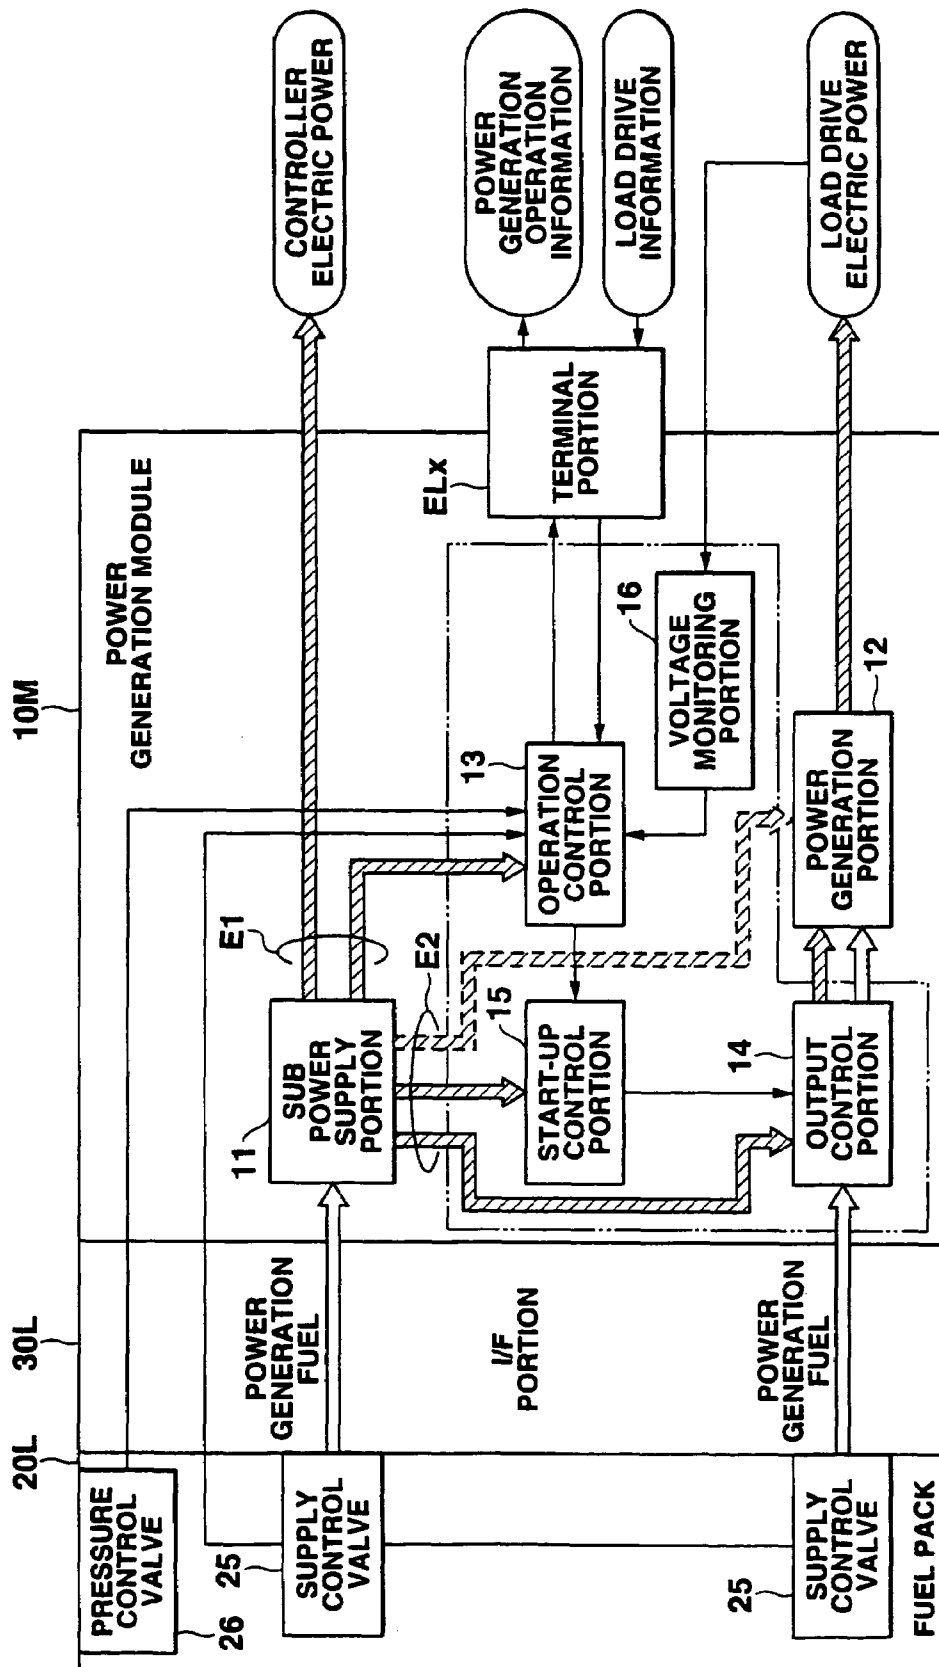 20L
30L
10M
PRESSURE
CONTROL
VALVE
26
POWER
GENERATION MODULE
25
SUPPLY
CONTROL
VALVE
POWER
GENERATION
FUEL
11
SUB
POWER
SUPPLY
PORTION
E1
E2
CONTROLLER
ELECTRIC POWER
I/F
PORTION
15
START-UP
CONTROL
PORTION
13
OPERATION
CONTROL
PORTION
ELx
TERMINAL
PORTION
POWER
GENERATION
OPERATION
INFORMATION
LOAD DRIVE
INFORMATION
16
VOLTAGE
MONITORING
PORTION
25
SUPPLY
CONTROL
VALVE
POWER
GENERATION
FUEL
14
OUTPUT
CONTROL
PORTION
12
POWER
GENERATION
PORTION
LOAD DRIVE
ELECTRIC POWER
FUEL PACK